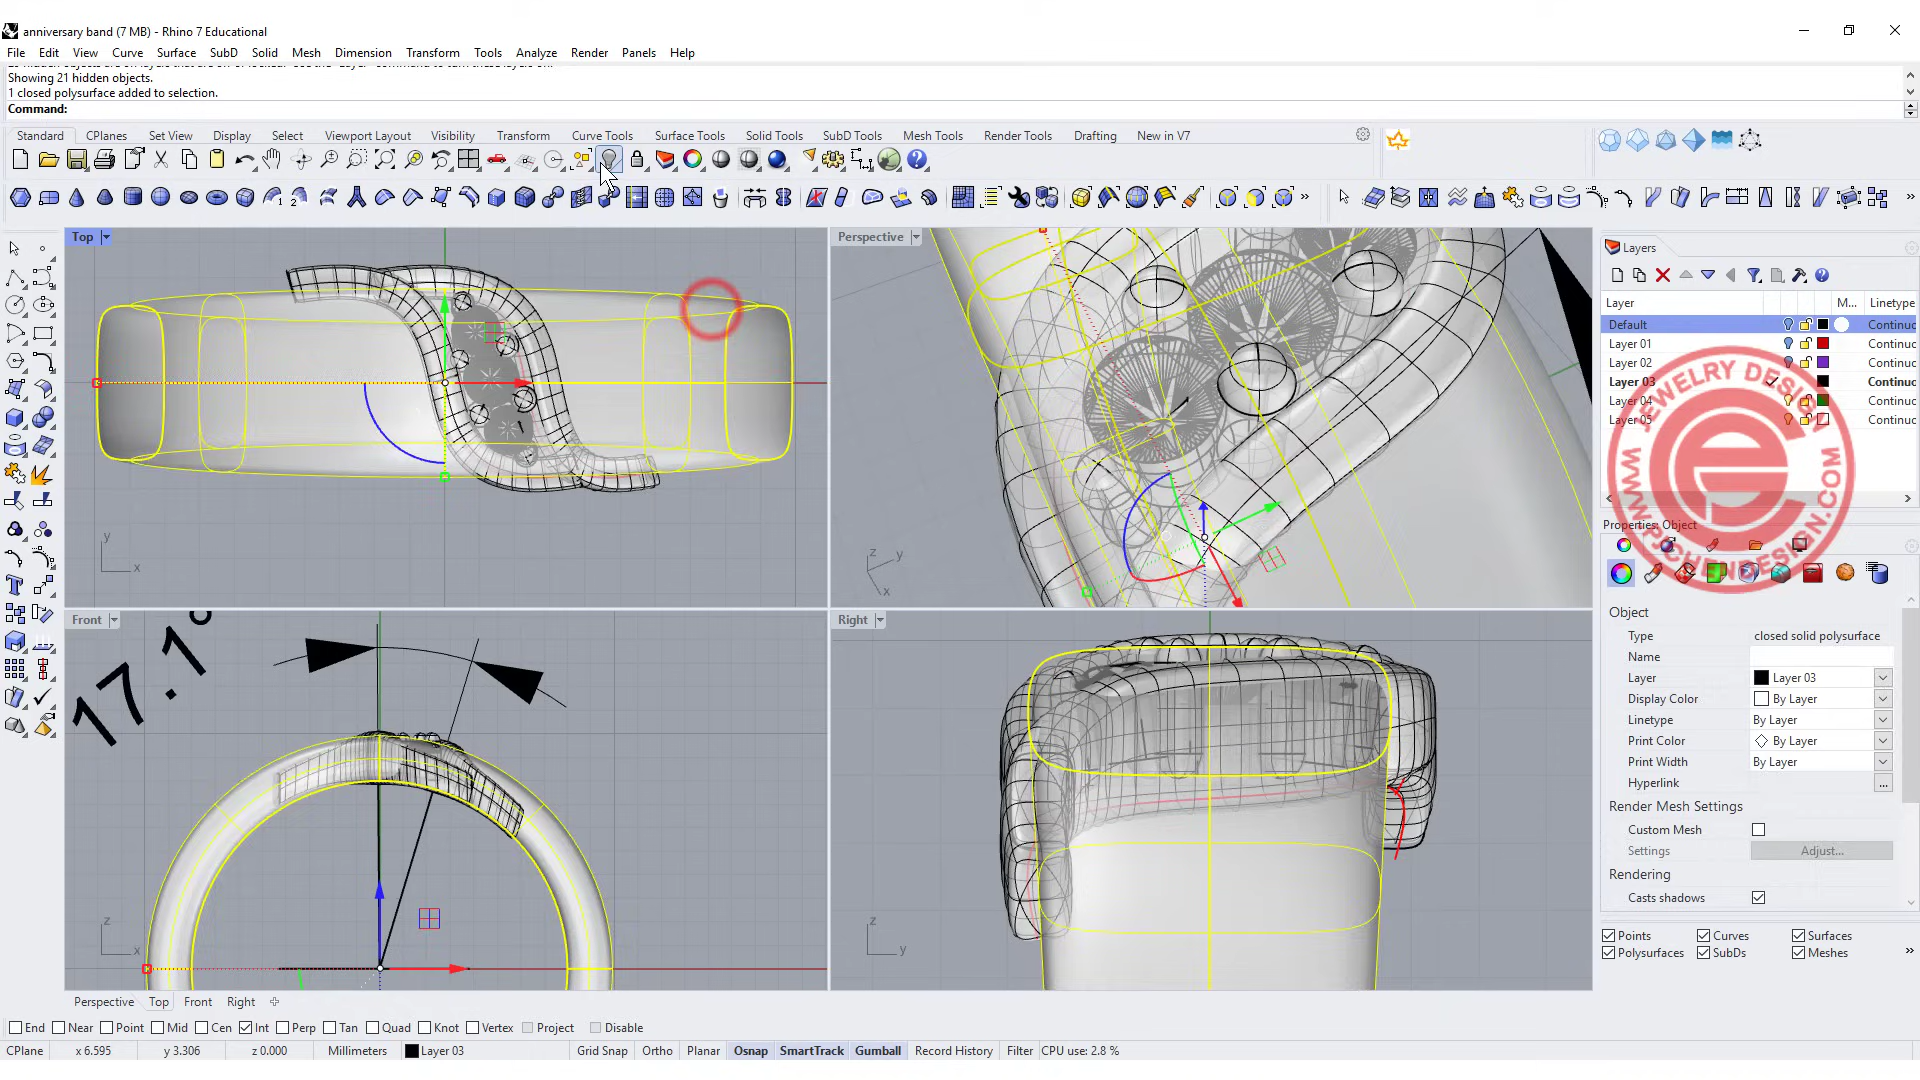 anniversary band (7 MB) - Rhino 7 Educational
File Edit View Curve Surface SubD Solid Mesh Dimension Transform Tools Analyze Render Panels Help
Showing 21 hidden objects.
1 closed polysurface added to selection.
Command:
Standard CPlanes Set View Display Select Viewport Layout Visibility Transform Curve Tools Surface Tools Solid Tools SubD Tools Mesh Tools Render Tools Drafting New in V7
Top
Perspective
Front
Right
17.1°
y
x
z
y
x
z
x
z
y
Layers
Layer M... Linetype
Default Continuc
Layer 01 Continuc
Layer 02 Continuc
Layer 03 Continuc
Layer 04 Continuc
Layer 05 Continuc
JEWELRY DESIGN
WWW.PJCHENDESIGN.COM
Properties: Object
Object
Type closed solid polysurface
Name
Layer Layer 03
Display Color By Layer
Linetype By Layer
Print Color By Layer
Print Width By Layer
Hyperlink ...
Render Mesh Settings
Custom Mesh
Settings Adjust...
Rendering
Casts shadows
Points Curves Surfaces
Polysurfaces SubDs Meshes
Perspective Top Front Right
End Near Point Mid Cen Int Perp Tan Quad Knot Vertex Project Disable
CPlane x 6.595 y 3.306 z 0.000 Millimeters Layer 03 Grid Snap Ortho Planar Osnap SmartTrack Gumball Record History Filter CPU use: 2.8 %